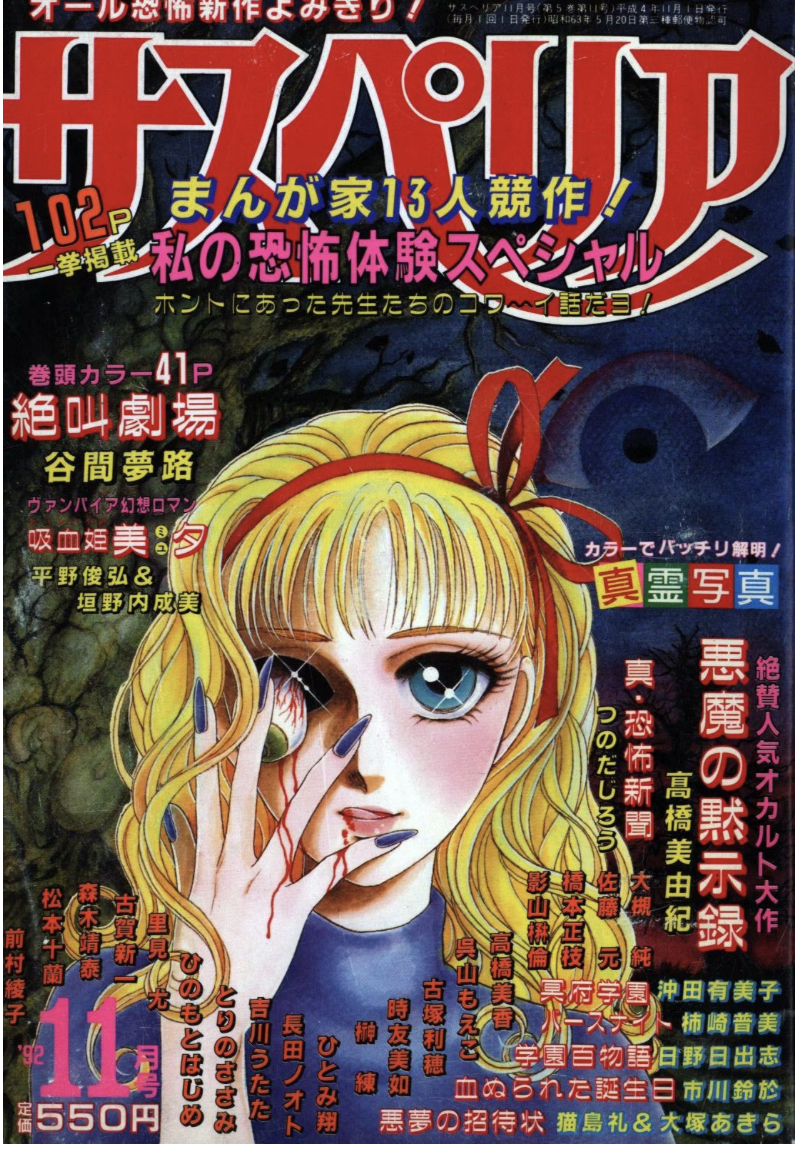 オール恐怖新作よみきり!
サスペリア11月号(第5巻第11号)平成4年11月1日発行
(毎月1回1日発行)昭和63年5月20日第三種郵便物認可
サスペリア
102P
一挙掲載
まんが家13人競作!
私の恐怖体験スペシャル
ホントにあった先生たちのコワ…イ話だヨ!
巻頭カラー41P
絶叫劇場
谷間夢路
ヴァンパイア幻想ロマン
吸血姫美夕
ミユ
平野俊弘&
垣野内成美
カラーでバッチリ解明!
真霊写真
絶賛人気オカルト大作
悪魔の黙示録
高橋美由紀
真・恐怖新聞
つのだじろう
大槻純
佐藤元
橋本正枝
影山楙倫
高橋美香
呉山もえこ
古塚利穂
時友美如
榊練
ひとみ翔
長田ノオト
吉川うたた
とりのささみ
ひのもとはじめ
里見尤
古賀新一
森木靖泰
松本十蘭
前村綾子
冥府学園 沖田有美子
バースナイト 柿崎普美
学園百物語 日野日出志
血ぬられた誕生日 市川鈴於
悪夢の招待状 猫島礼&大塚あきら
'92
11月号
定価550円